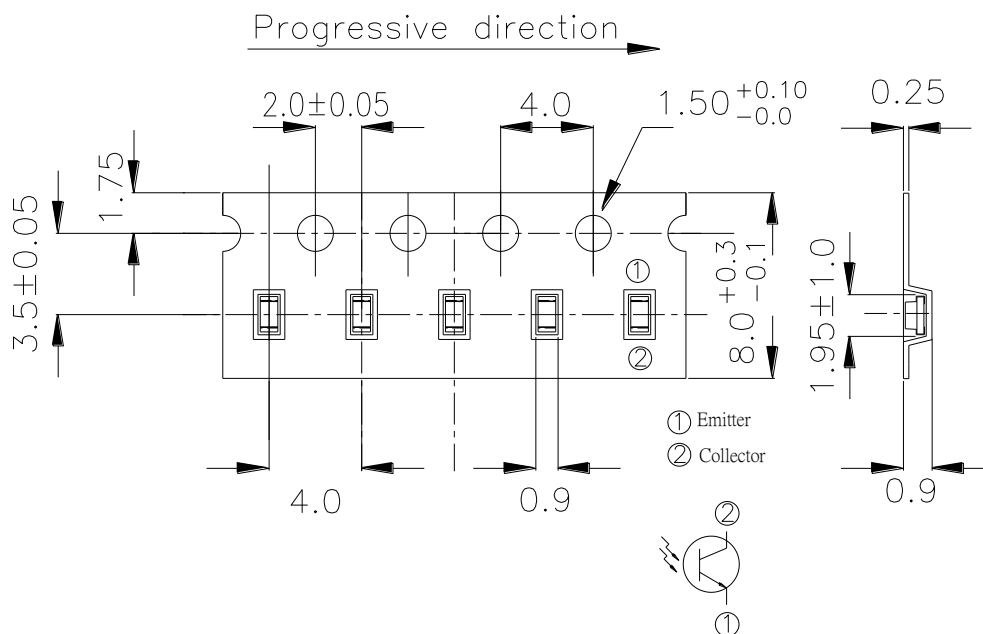 Progressive direction
2.0±0.05
4.0
1.50 +0.10 -0.0
0.25
1.75
3.5±0.05
①
②
8.0 +0.3 -0.1
1.95±1.0
① Emitter
② Collector
4.0
0.9
0.9
②
①